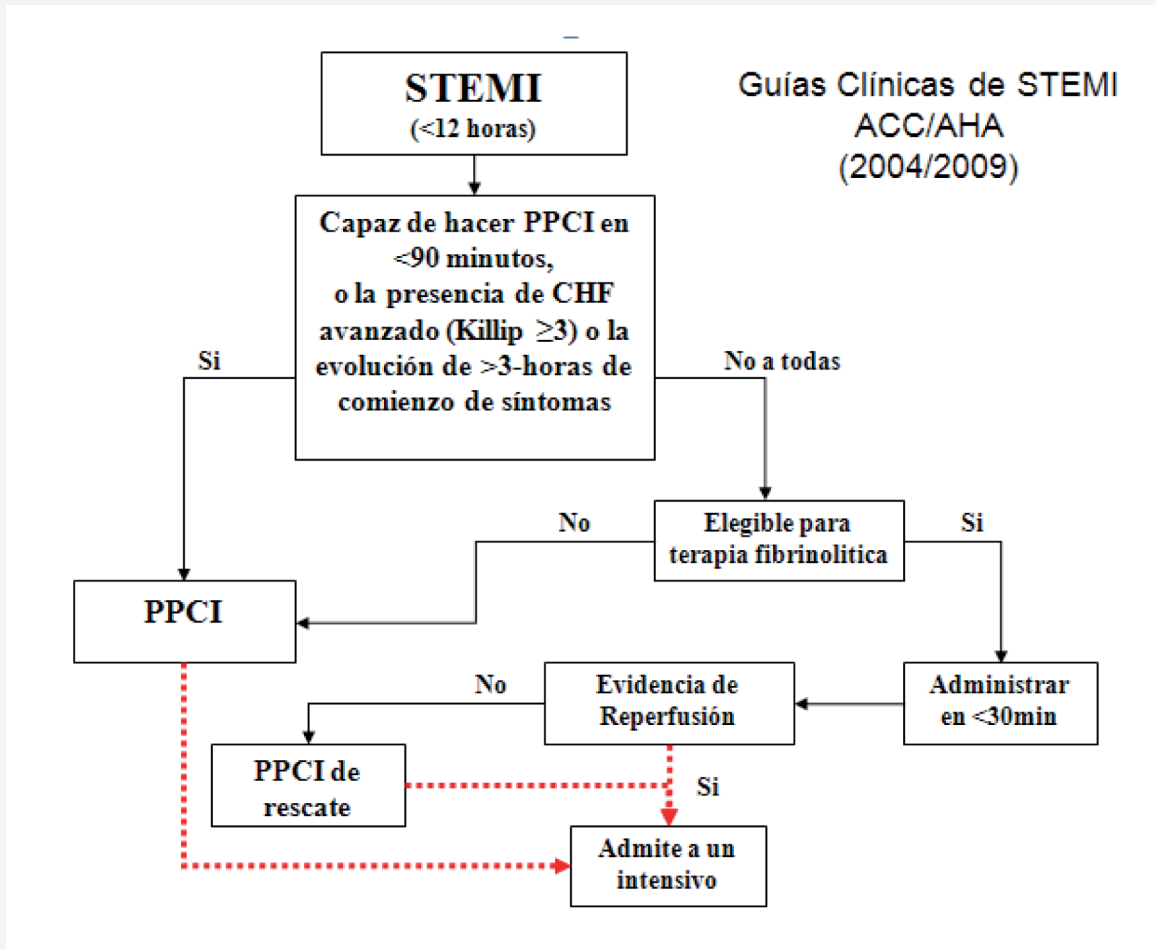 STEMI
(<12 horas)
Guías Clínicas de STEMI
ACC/AHA
(2004/2009)
Capaz de hacer PPCI en
<90 minutos,
o la presencia de CHF
avanzado (Killip ≥3) o la
evolución de >3-horas de
comienzo de síntomas
Si
No a todas
Elegible para
terapia fibrinolitica
No
Si
PPCI
Administrar
en <30min
Evidencia de
Reperfusión
No
PPCI de
rescate
Si
Admite a un
intensivo